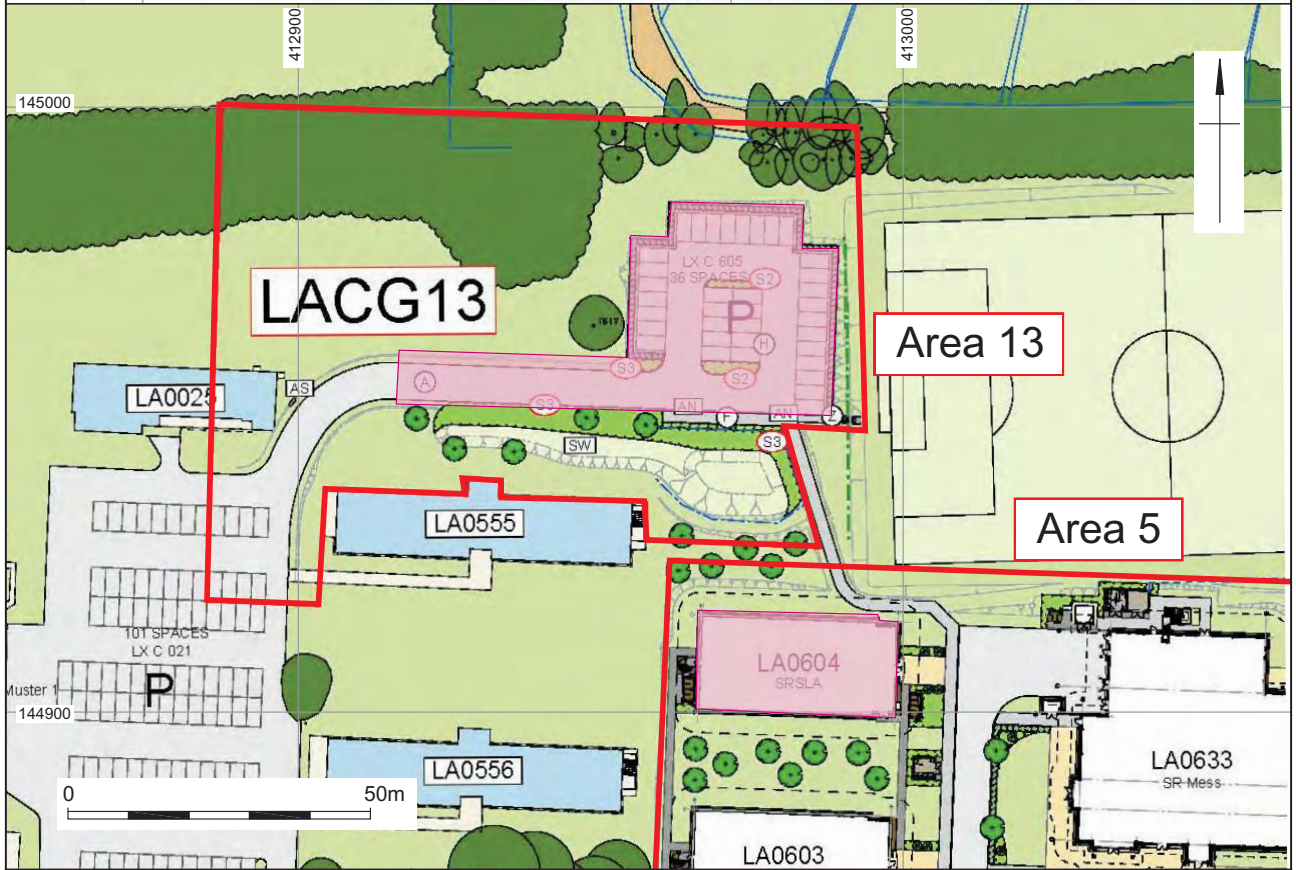 412900
413000
145000
LX C 605
36 SPACES
S2
LACG13
P
H
Area 13
S3
S2
A
AS
LA0025
S3
AN
F
AN
Z
S3
SW
LA0555
Area 5
101 SPACES
LX C 021
LA0604
SRSLA
Muster 1
P
144900
LA0556
LA0633
SR Mess
0
50m
LA0603